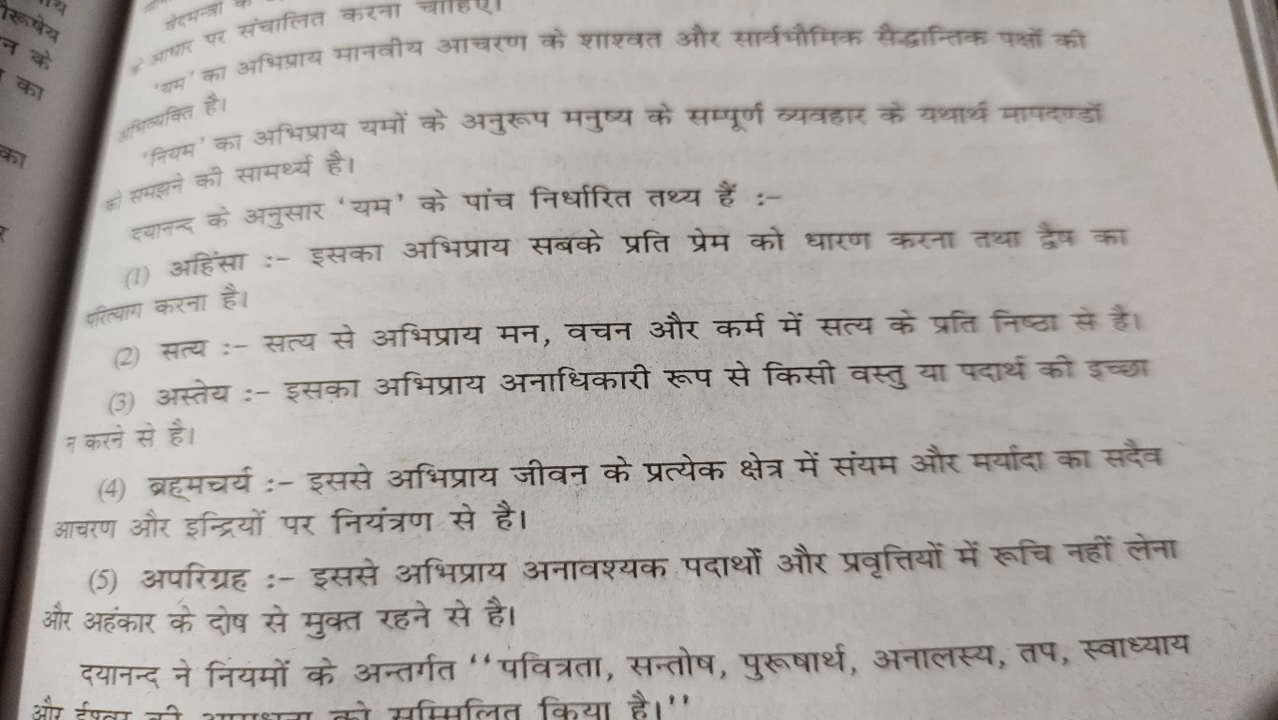 वेदमन्त्रों के
के आधार पर संचालित करना चाहिए।
'यम' का अभिप्राय मानवीय आचरण के शाश्वत और सार्वभौमिक सैद्धान्तिक पक्षों की
अभिव्यक्ति है।
'नियम' का अभिप्राय यमों के अनुरूप मनुष्य के सम्पूर्ण व्यवहार के यथार्थ मापदण्डों
को समझने की सामर्थ्य है।
दयानन्द के अनुसार 'यम' के पांच निर्धारित तथ्य हैं :-
(1) अहिंसा :- इसका अभिप्राय सबके प्रति प्रेम को धारण करना तथा द्वैष का
परित्याग करना है।
(2) सत्य :- सत्य से अभिप्राय मन, वचन और कर्म में सत्य के प्रति निष्ठा से है।
(3) अस्तेय :- इसका अभिप्राय अनाधिकारी रूप से किसी वस्तु या पदार्थ की इच्छा
न करने से है।
(4) ब्रह्मचर्य :- इससे अभिप्राय जीवन के प्रत्येक क्षेत्र में संयम और मर्यादा का सदैव
आचरण और इन्द्रियों पर नियंत्रण से है।
(5) अपरिग्रह :- इससे अभिप्राय अनावश्यक पदार्थों और प्रवृत्तियों में रूचि नहीं लेना
और अहंकार के दोष से मुक्त रहने से है।
दयानन्द ने नियमों के अन्तर्गत ''पवित्रता, सन्तोष, पुरूषार्थ, अनालस्य, तप, स्वाध्याय
और ईश्वर की को सम्मिलित किया है।''